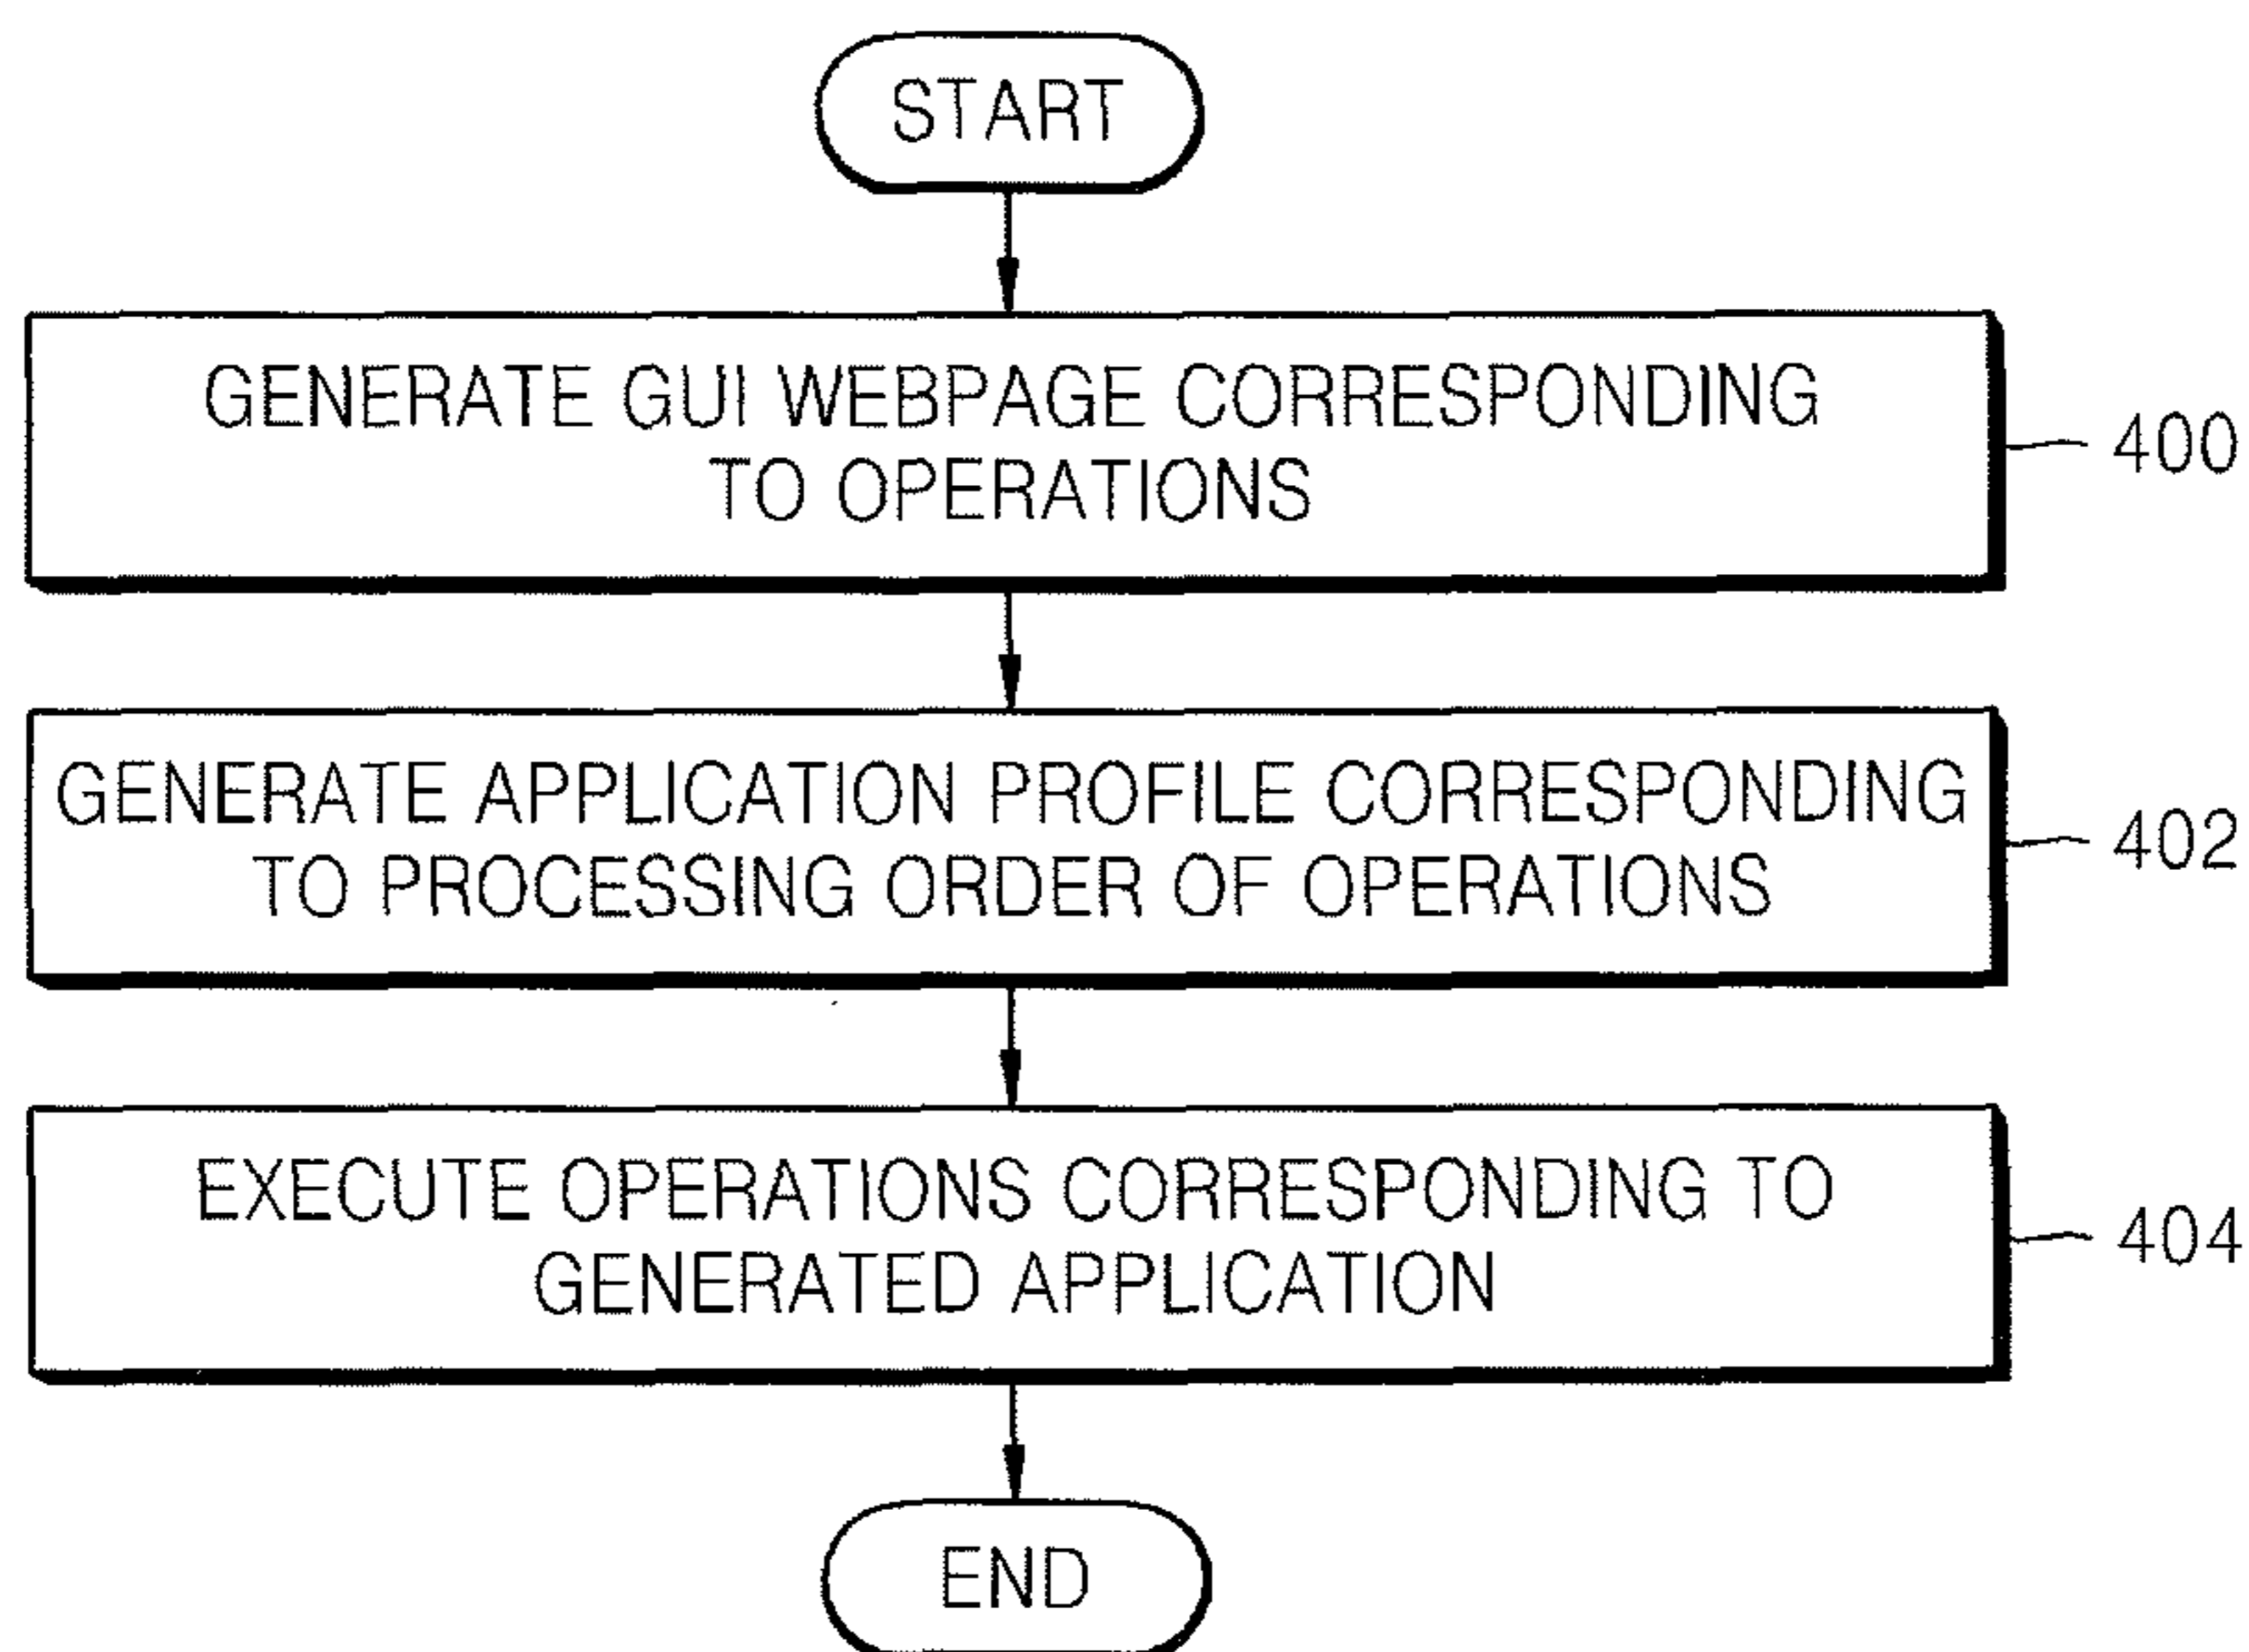 START
GENERATE GUI WEBPAGE CORRESPONDING
TO OPERATIONS
400
GENERATE APPLICATION PROFILE CORRESPONDING
TO PROCESSING ORDER OF OPERATIONS
402
EXECUTE OPERATIONS CORRESPONDING TO
GENERATED APPLICATION
404
END